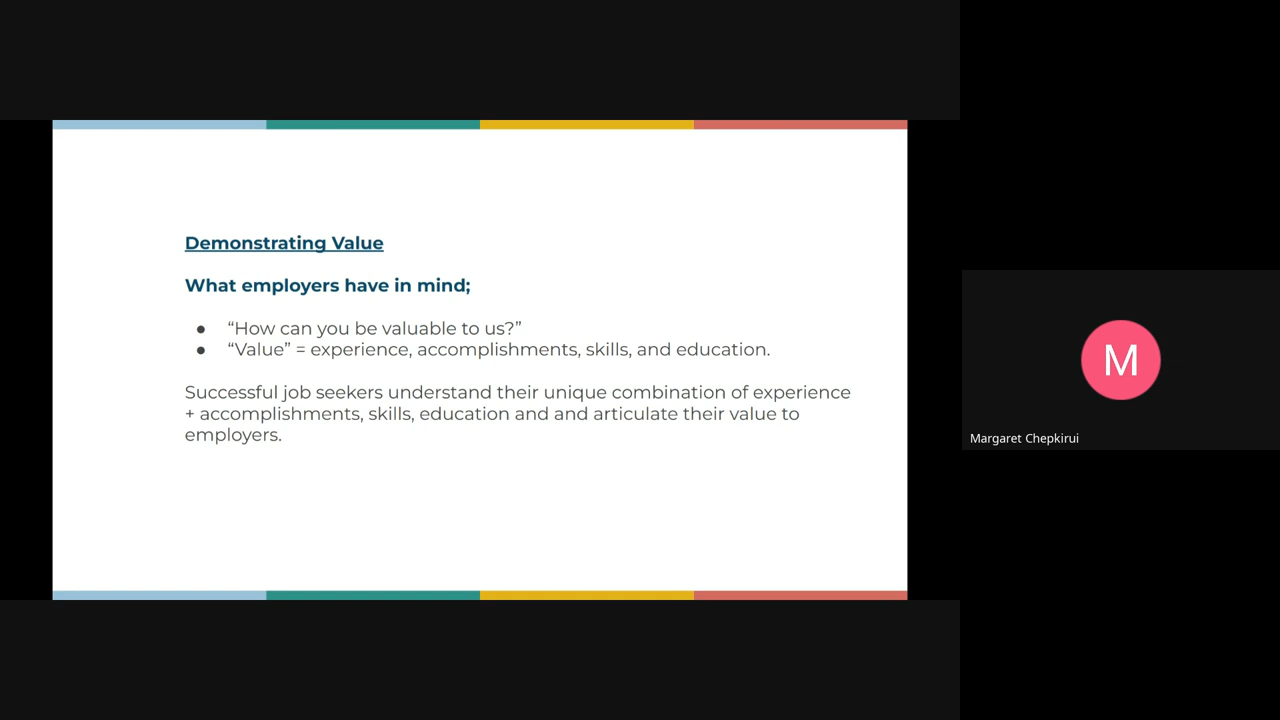 Demonstrating Value
What employers have in mind;
● “How can you be valuable to us?”
● “Value” = experience, accomplishments, skills, and education.
Successful job seekers understand their unique combination of experience
+ accomplishments, skills, education and and articulate their value to
employers.
M
Margaret Chepkirui